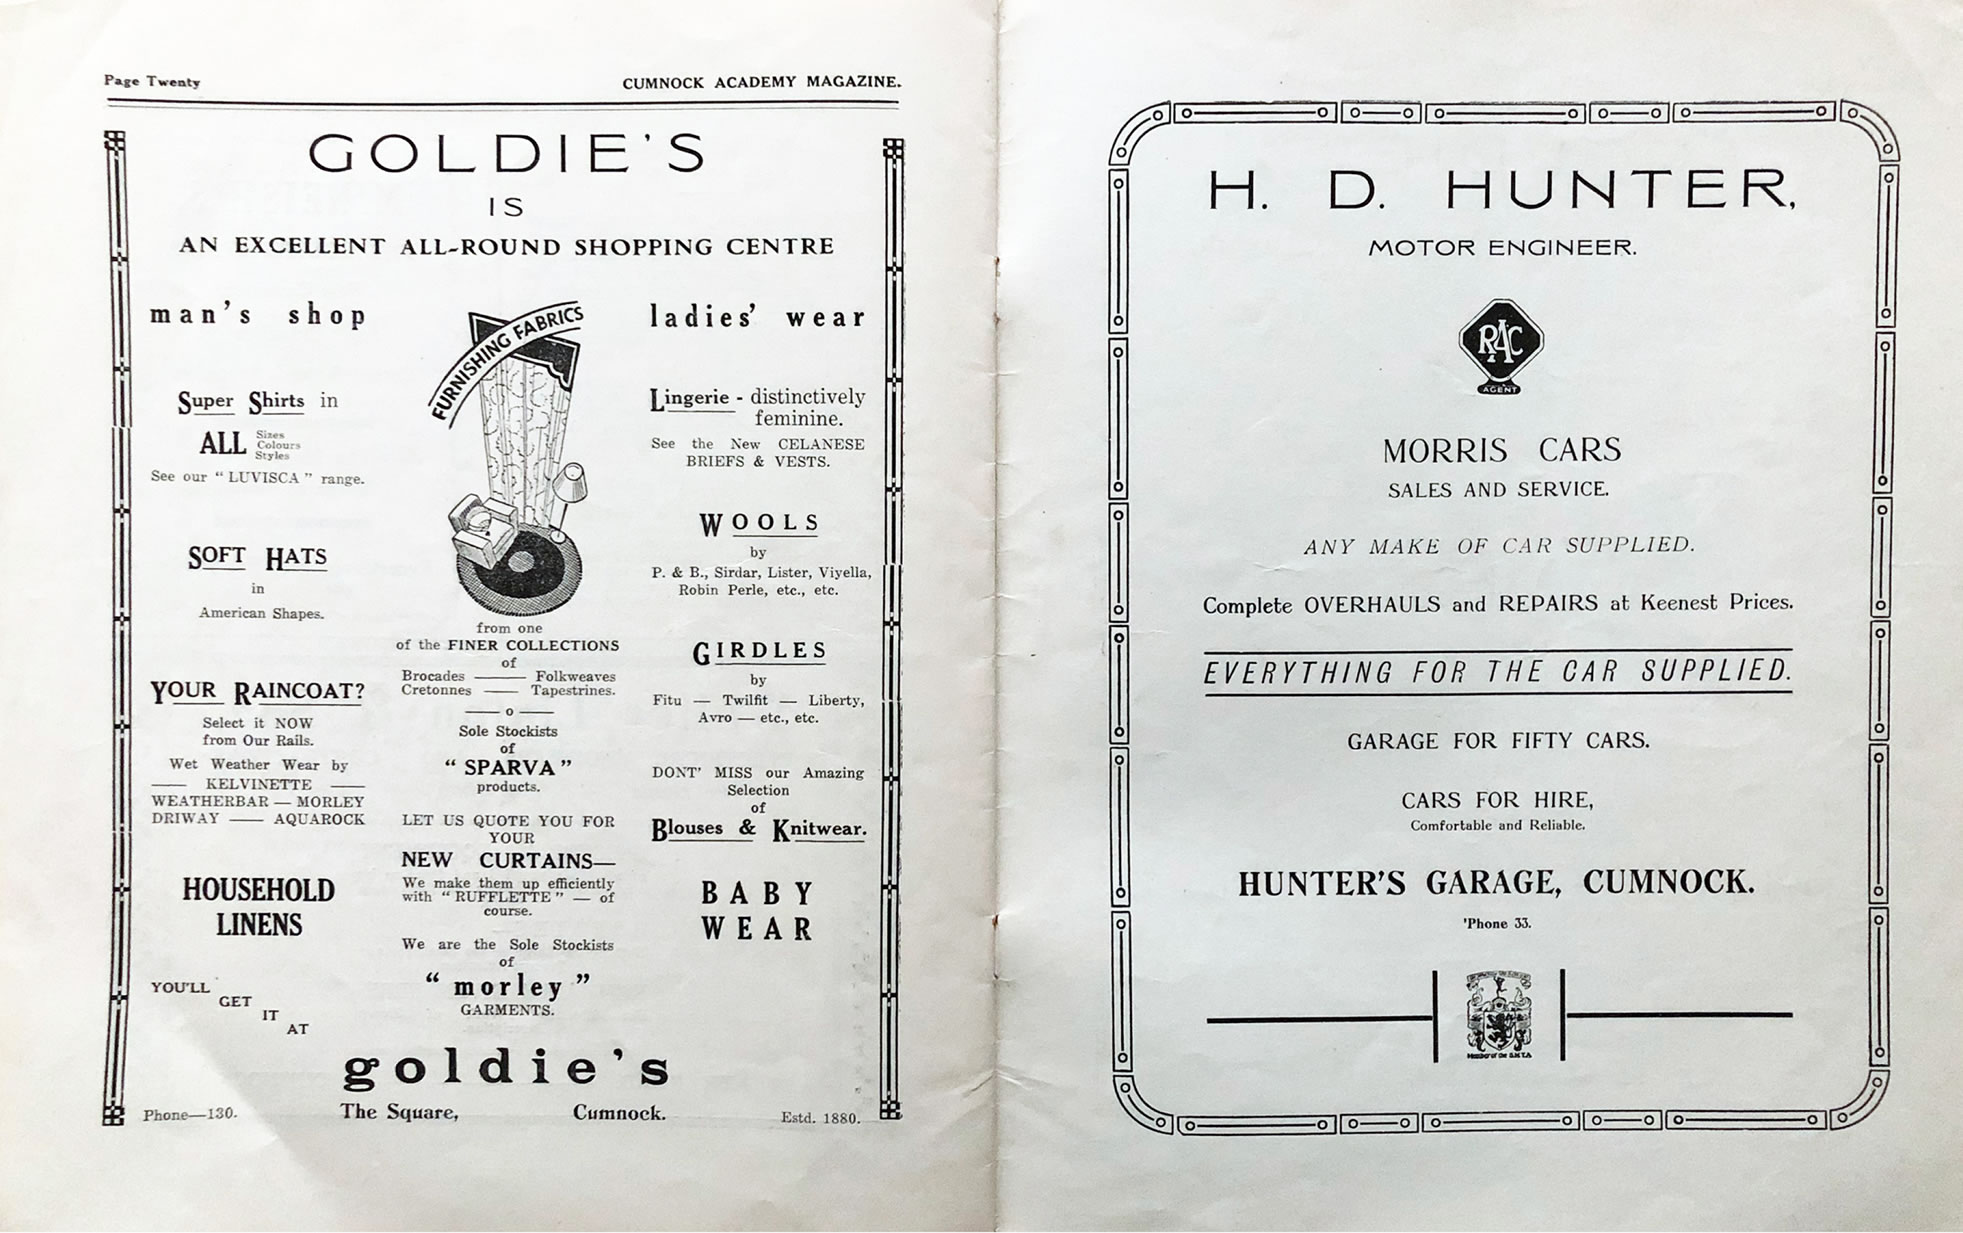 Page Twenty
CUMNOCK ACADEMY MAGAZINE.
GOLDIE'S
IS
AN EXCELLENT ALL-ROUND SHOPPING CENTRE
man's shop
Super Shirts in
ALL Sizes
Colours
Styles
See our "LUVISCA" range.
SOFT HATS
in
American Shapes.
YOUR RAINCOAT?
Select it NOW
from Our Rails.
Wet Weather Wear by
— KELVINETTE —
WEATHERBAR — MORLEY
DRIWAY — AQUAROCK
HOUSEHOLD
LINENS
YOU'LL
GET
IT
AT
FURNISHING FABRICS
from one
of the FINER COLLECTIONS
of
Brocades — Folkweaves
Cretonnes — Tapestrines.
— o —
Sole Stockists
of
"SPARVA"
products.
LET US QUOTE YOU FOR
YOUR
NEW CURTAINS—
We make them up efficiently
with "RUFFLETTE" — of
course.
We are the Sole Stockists
of
"morley"
GARMENTS.
ladies' wear
Lingerie - distinctively
feminine.
See the New CELANESE
BRIEFS & VESTS.
WOOLS
by
P. & B., Sirdar, Lister, Viyella,
Robin Perle, etc., etc.
GIRDLES
by
Fitu — Twilfit — Liberty,
Avro — etc., etc.
DONT' MISS our Amazing
Selection
of
Blouses & Knitwear.
BABY
WEAR
goldie's
Phone—130.
The Square,
Cumnock.
Estd. 1880.
H. D. HUNTER,
MOTOR ENGINEER.
RAC
AGENT
MORRIS CARS
SALES AND SERVICE.
ANY MAKE OF CAR SUPPLIED.
Complete OVERHAULS and REPAIRS at Keenest Prices.
EVERYTHING FOR THE CAR SUPPLIED.
GARAGE FOR FIFTY CARS.
CARS FOR HIRE,
Comfortable and Reliable.
HUNTER'S GARAGE, CUMNOCK.
'Phone 33.
Member of the S.M.T.A.